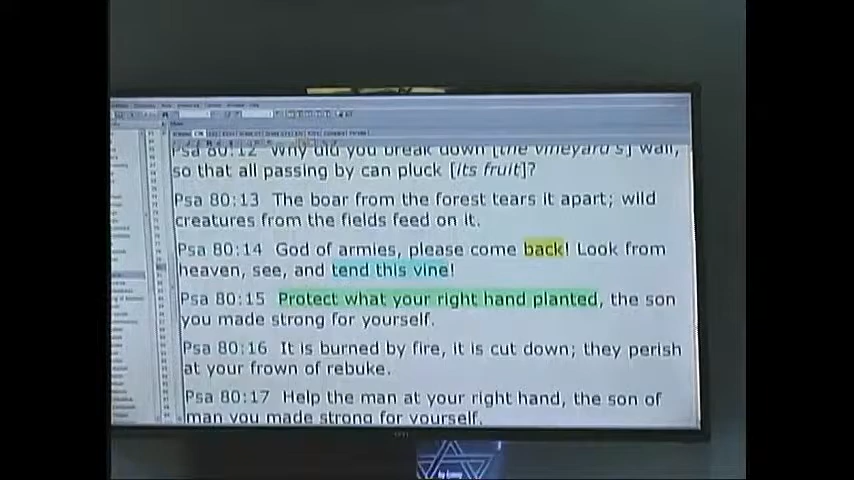 Psa 80:12 Why did you break down [the vineyard's] wall,
so that all passing by can pluck [its fruit]?
Psa 80:13 The boar from the forest tears it apart; wild
creatures from the fields feed on it.
Psa 80:14 God of armies, please come back! Look from
heaven, see, and tend this vine!
Psa 80:15 Protect what your right hand planted, the son
you made strong for yourself.
Psa 80:16 It is burned by fire, it is cut down; they perish
at your frown of rebuke.
Psa 80:17 Help the man at your right hand, the son of
man you made strong for yourself.